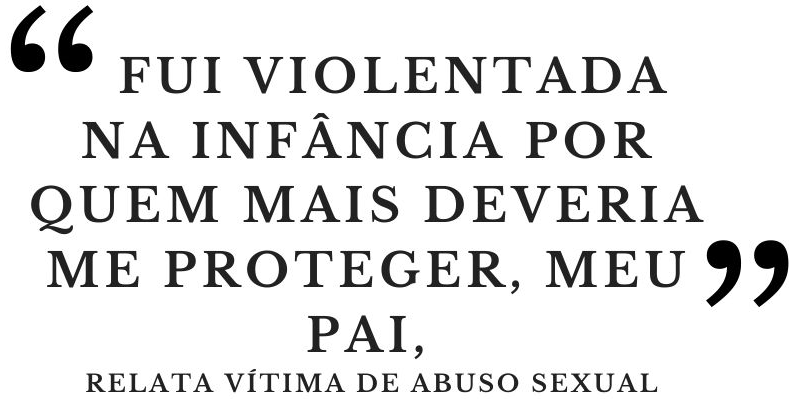 “ FUI VIOLENTADA
NA INFÂNCIA POR
QUEM MAIS DEVERIA
ME PROTEGER, MEU ”
PAI,
RELATA VÍTIMA DE ABUSO SEXUAL